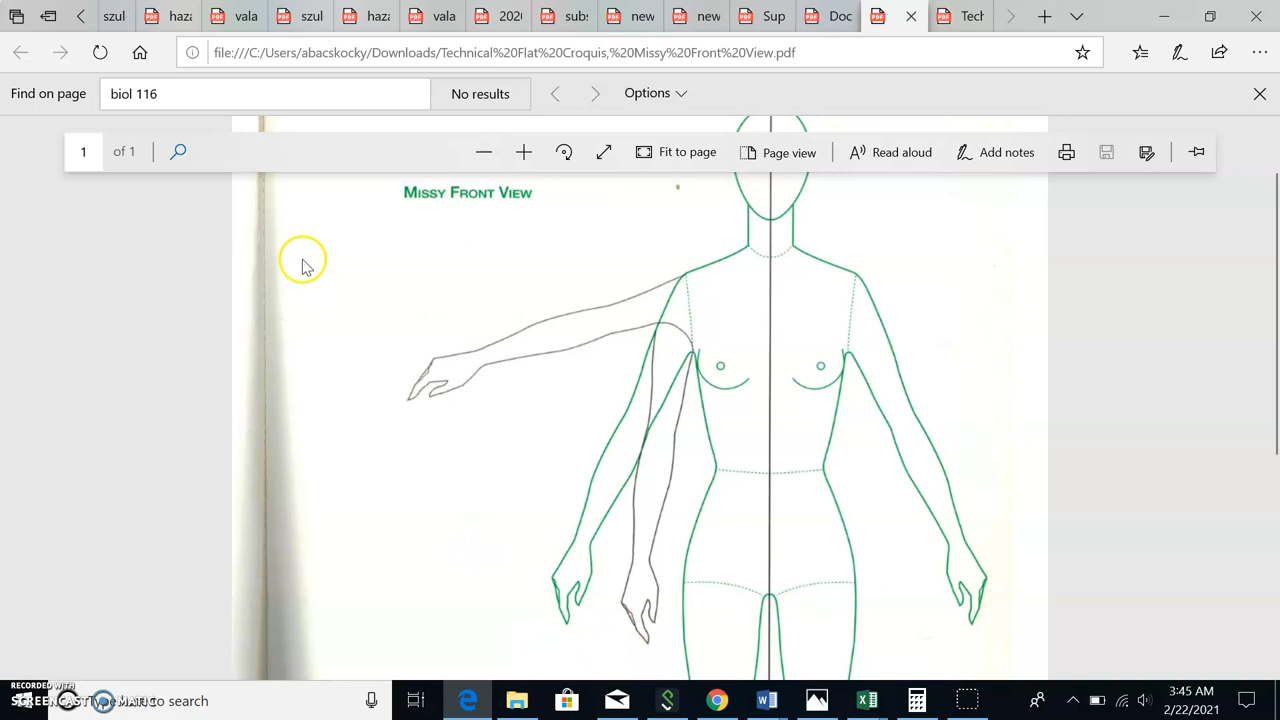 szul
haza
vala
szul
haza
vala
202
subs
new
new
Sup
Doc
Tech
file:///C:/Users/abacskocky/Downloads/Technical%20Flat%20Croquis,%20Missy%20Front%20View.pdf
Find on page
biol 116
No results
Options
1
of 1
Fit to page
Page view
Read aloud
Add notes
MISSY FRONT VIEW
RECORDED WITH
SCREENCAST MATIC
Type to search
3:45 AM
2/22/2021